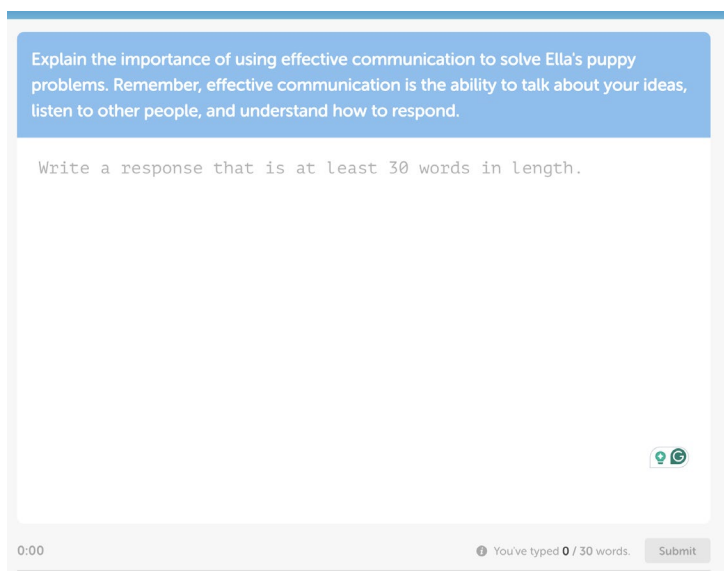 Explain the importance of using effective communication to solve Ella's puppy
problems. Remember, effective communication is the ability to talk about your ideas,
listen to other people, and understand how to respond.
Write a response that is at least 30 words in length.
0:00
You've typed 0 / 30 words.
Submit